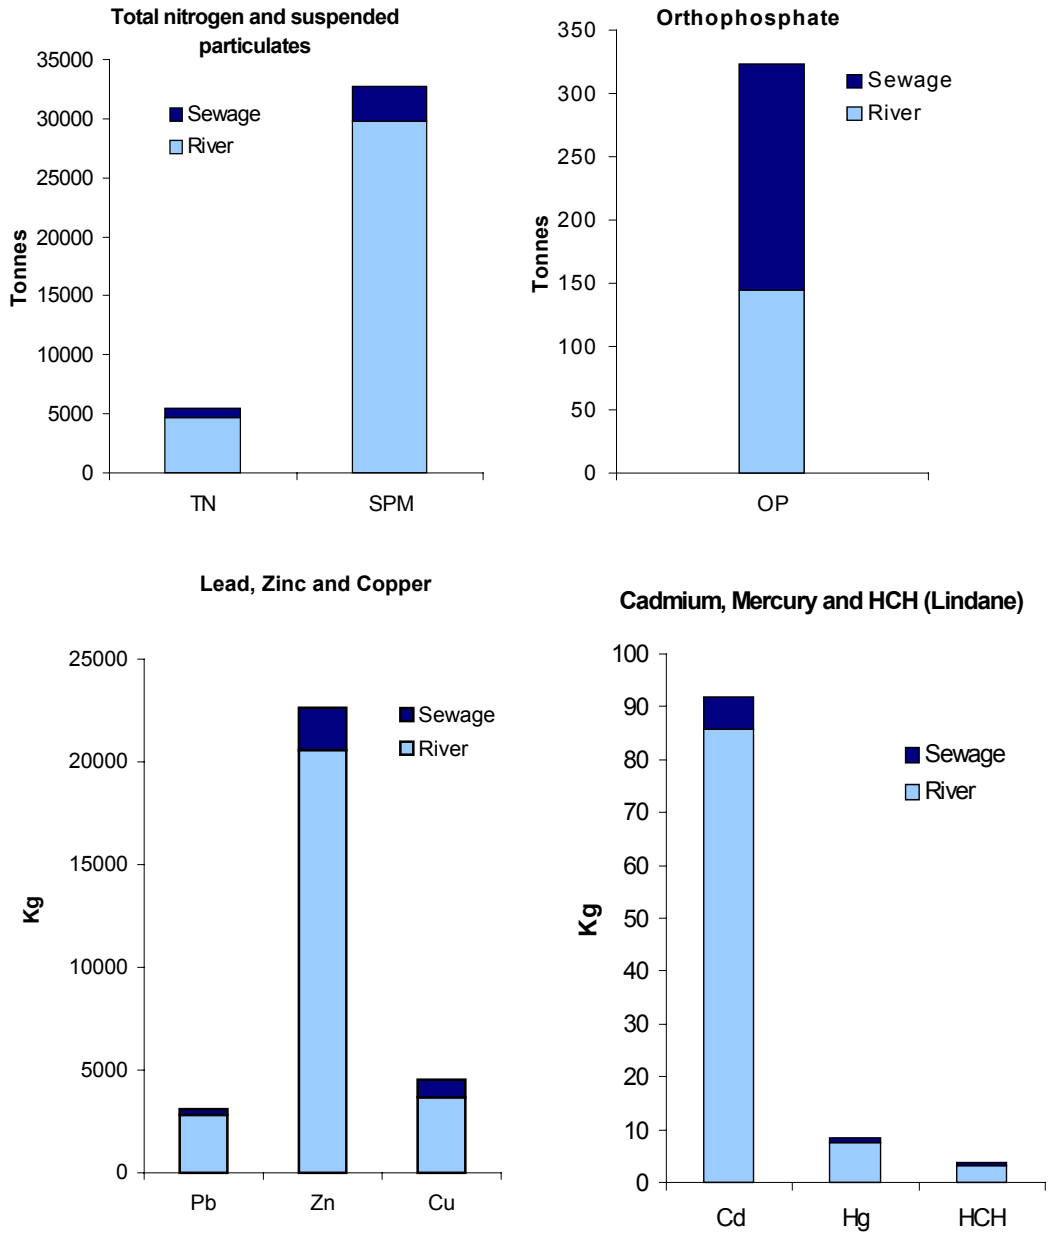 Total nitrogen and suspended
particulates
35000
30000
25000
20000
15000
10000
5000
0
Tonnes
Sewage
River
TN
SPM
Orthophosphate
350
300
250
200
150
100
50
0
Tonnes
Sewage
River
OP
Lead, Zinc and Copper
25000
20000
15000
10000
5000
0
Kg
Sewage
River
Pb
Zn
Cu
Cadmium, Mercury and HCH (Lindane)
100
90
80
70
60
50
40
30
20
10
0
Kg
Sewage
River
Cd
Hg
HCH